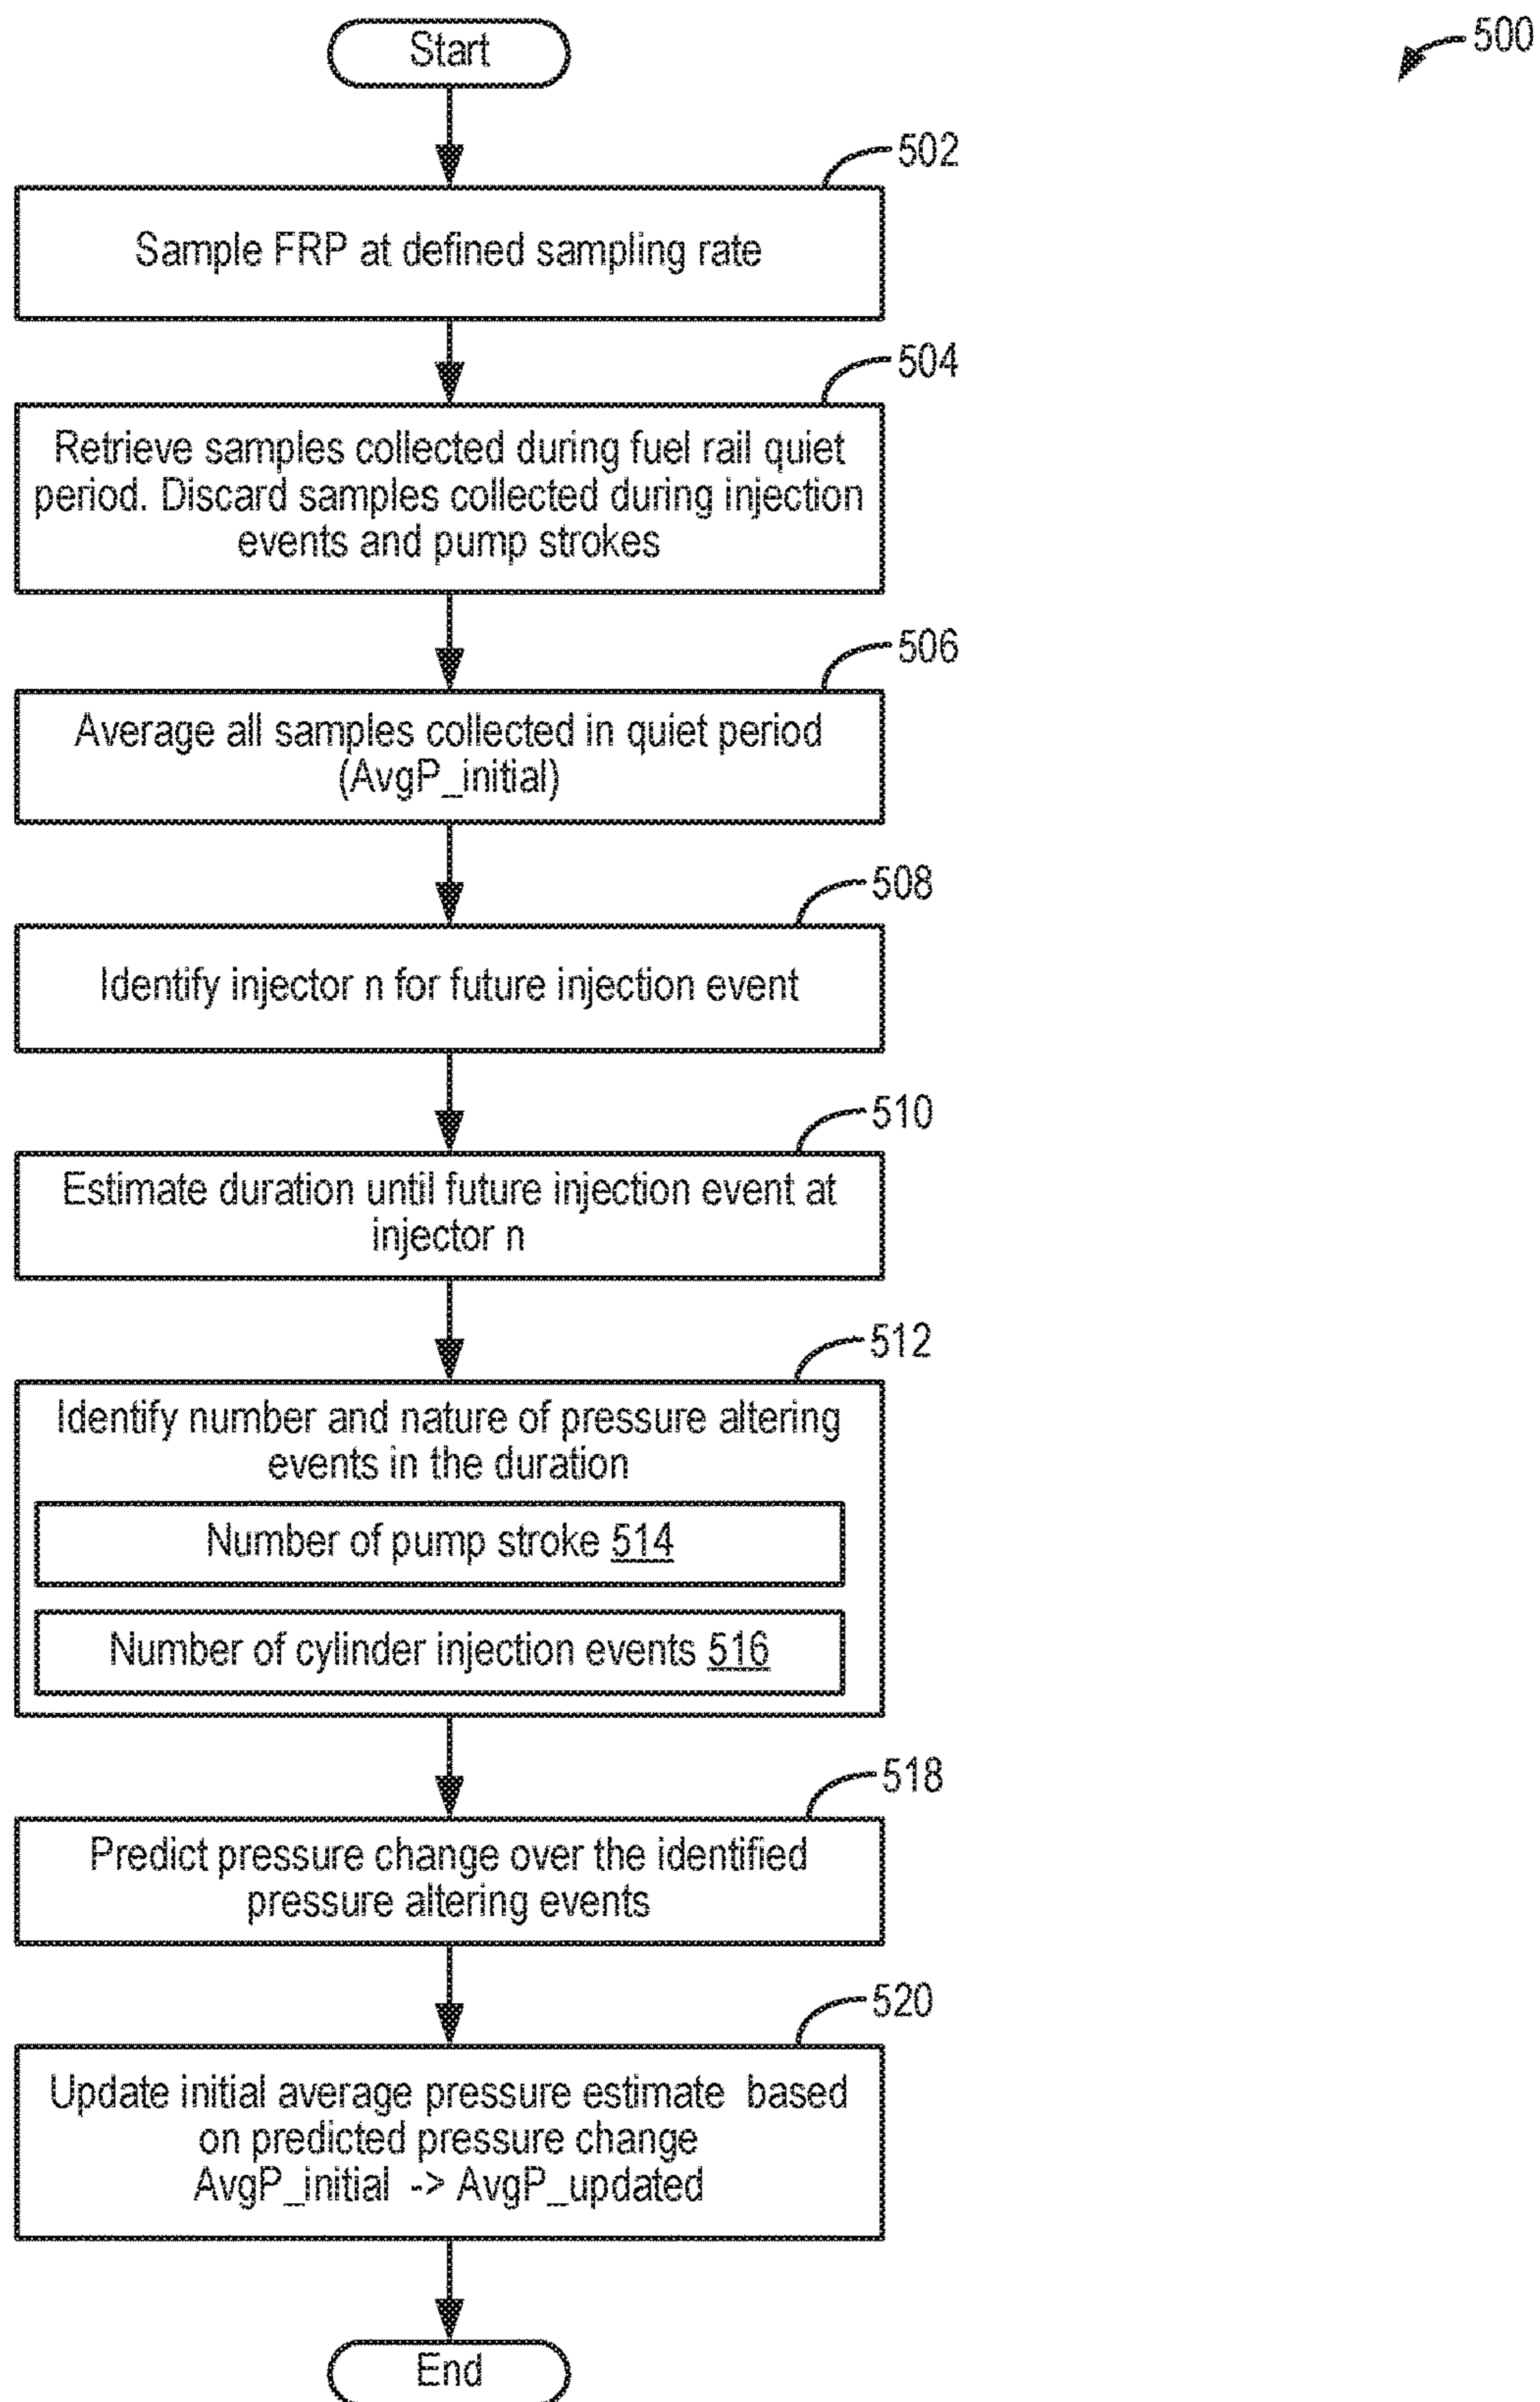 Start
500
502
Sample FRP at defined sampling rate
504
Retrieve samples collected during fuel rail quiet
period. Discard samples collected during injection
events and pump strokes
506
Average all samples collected in quiet period
(AvgP_initial)
508
Identify injector n for future injection event
510
Estimate duration until future injection event at
injector n
512
Identify number and nature of pressure altering
events in the duration
Number of pump stroke 514
Number of cylinder injection events 516
518
Predict pressure change over the identified
pressure altering events
520
Update initial average pressure estimate based
on predicted pressure change
AvgP_initial -> AvgP_updated
End